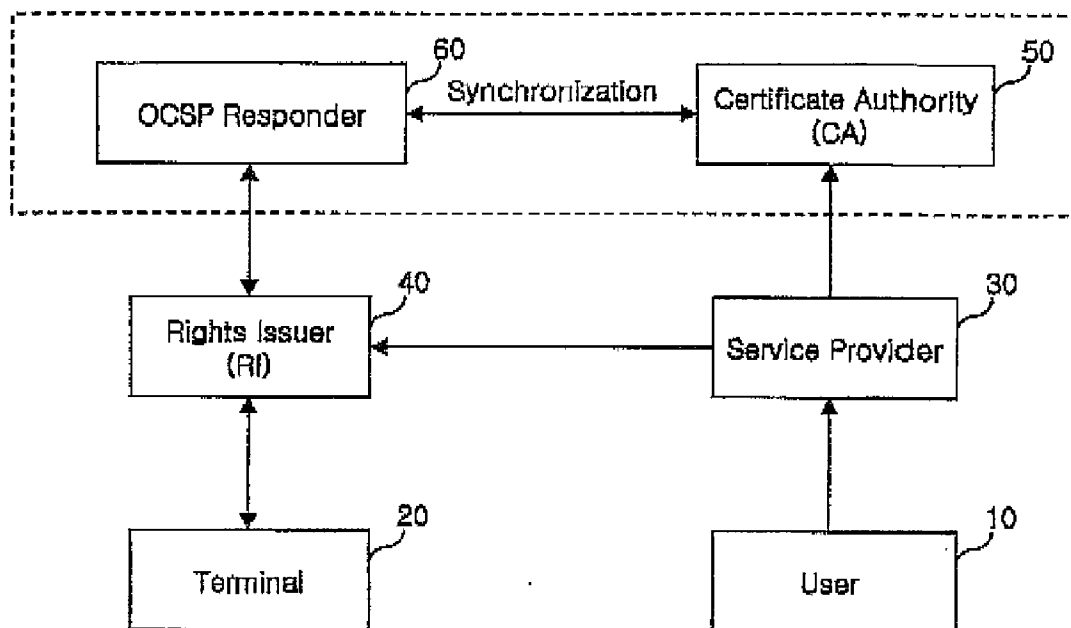 60
50
OCSP Responder
Synchronization
Certificate Authority
(CA)
40
30
Rights Issuer
(RI)
Service Provider
20
10
Terminal
User